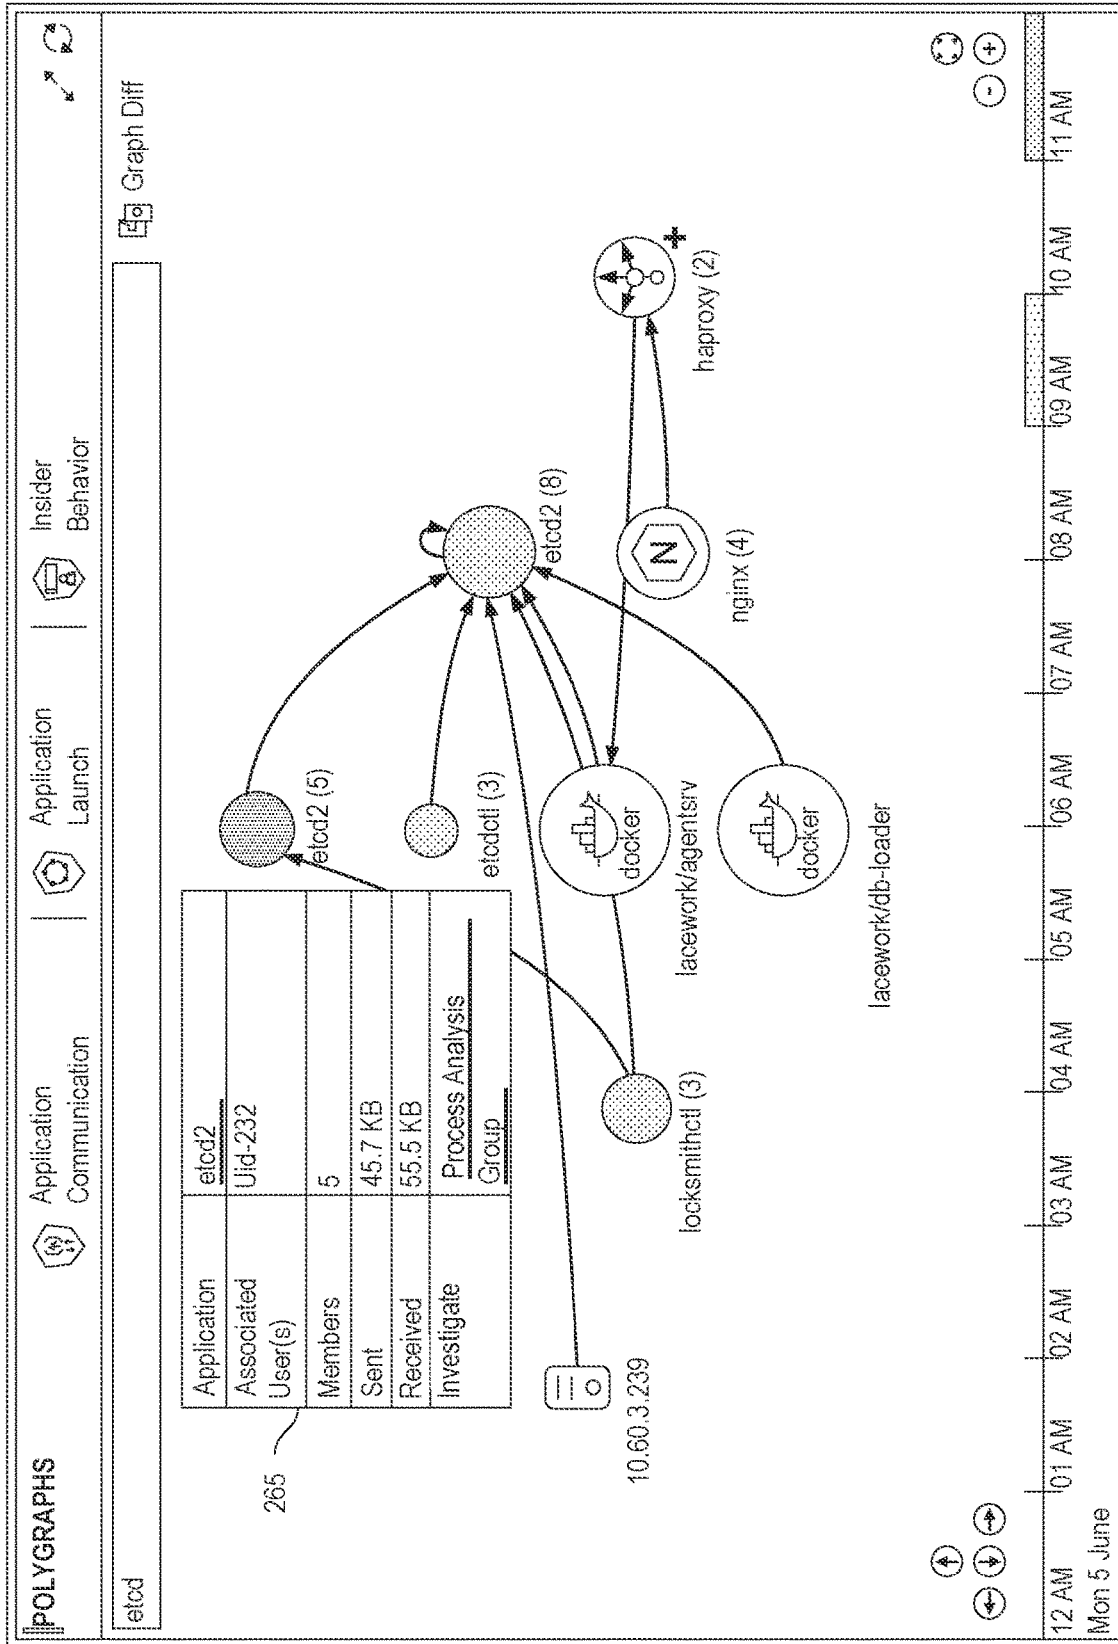 POLYGRAPHS
Application
Communication
Application
Launch
Insider
Behavior
etcd
Graph Diff
265
Application
etcd2
Associated
User(s)
Uid-232
Members
5
Sent
45.7 KB
Received
55.5 KB
Investigate
Process Analysis
Group
etcd2 (5)
etcdctl (3)
etcd2 (8)
docker
lacework/agentsrv
docker
lacework/db-loader
locksmithctl (3)
10.60.3.239
N
nginx (4)
haproxy (2)
+
-
+
12 AM
01 AM
02 AM
03 AM
04 AM
05 AM
06 AM
07 AM
08 AM
09 AM
10 AM
11 AM
Mon 5 June